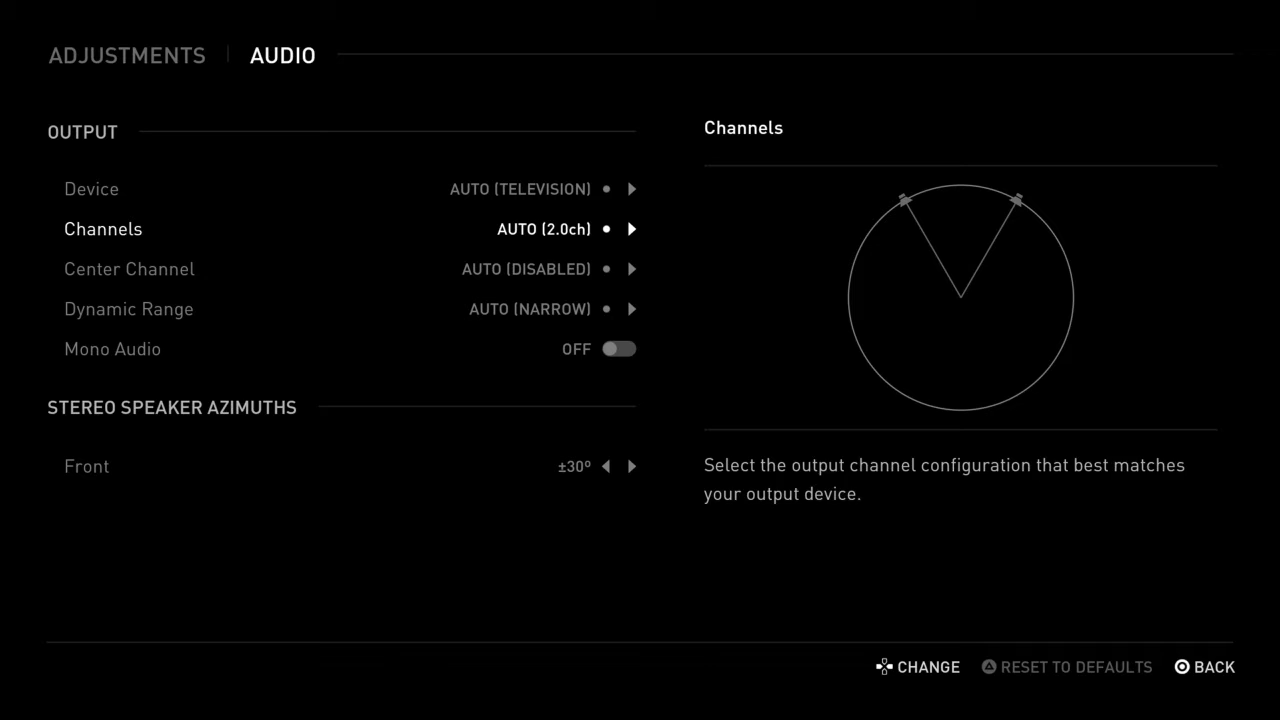 ADJUSTMENTS | AUDIO
OUTPUT
Device AUTO (TELEVISION)
Channels AUTO (2.0ch)
Center Channel AUTO (DISABLED)
Dynamic Range AUTO (NARROW)
Mono Audio OFF
STEREO SPEAKER AZIMUTHS
Front ±30º
Channels
Select the output channel configuration that best matches
your output device.
CHANGE RESET TO DEFAULTS BACK